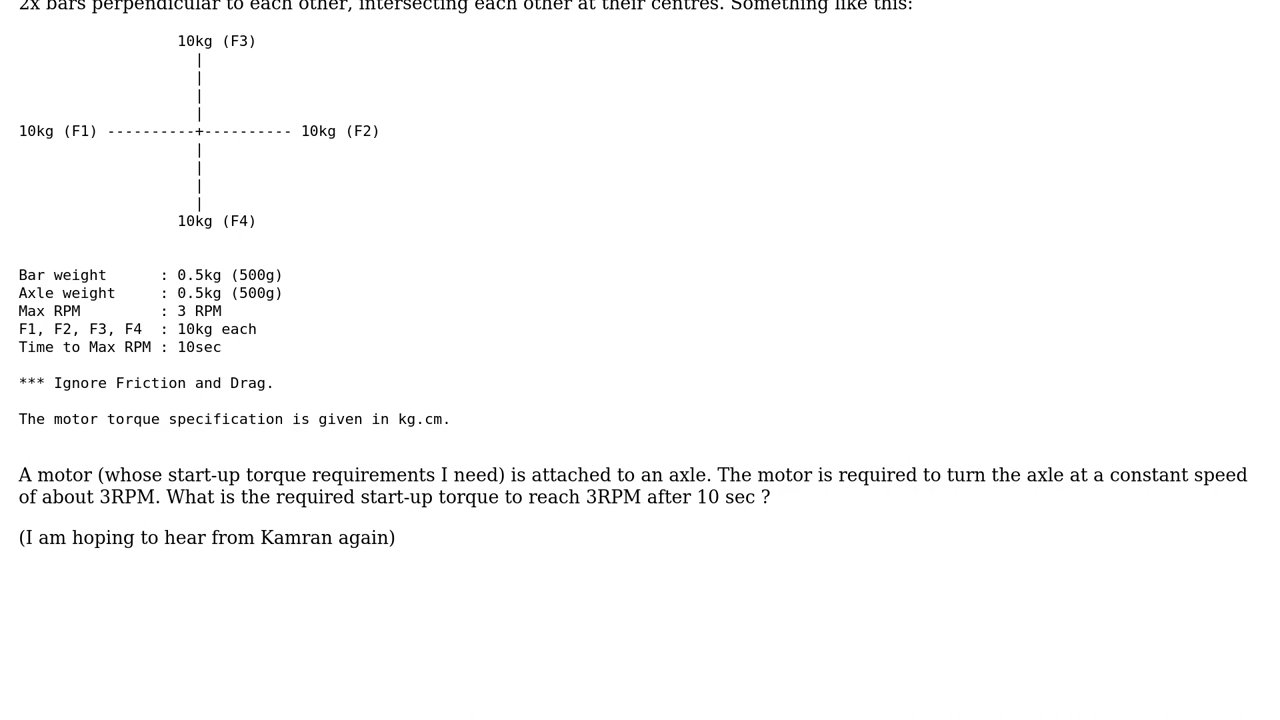 2x bars perpendicular to each other, intersecting each other at their centres. Something like this:
10kg (F3)
|
|
|
|
10kg (F1) ----------+---------- 10kg (F2)
|
|
|
|
10kg (F4)
Bar weight      : 0.5kg (500g)
Axle weight     : 0.5kg (500g)
Max RPM         : 3 RPM
F1, F2, F3, F4  : 10kg each
Time to Max RPM : 10sec
*** Ignore Friction and Drag.
The motor torque specification is given in kg.cm.
A motor (whose start-up torque requirements I need) is attached to an axle. The motor is required to turn the axle at a constant speed
of about 3RPM. What is the required start-up torque to reach 3RPM after 10 sec ?
(I am hoping to hear from Kamran again)